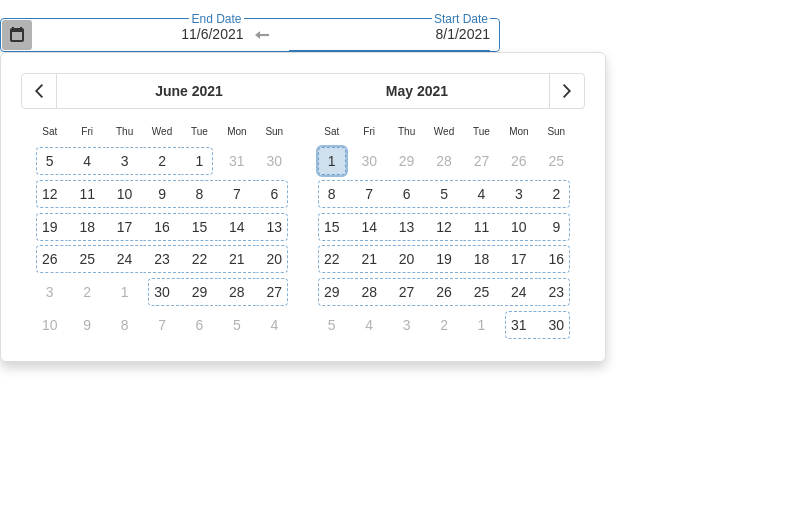 End Date Start Date
11/6/2021 8/1/2021
June 2021 May 2021
Sat Fri Thu Wed Tue Mon Sun Sat Fri Thu Wed Tue Mon Sun
5 4 3 2 1 31 30 1 30 29 28 27 26 25
12 11 10 9 8 7 6 8 7 6 5 4 3 2
19 18 17 16 15 14 13 15 14 13 12 11 10 9
26 25 24 23 22 21 20 22 21 20 19 18 17 16
3 2 1 30 29 28 27 29 28 27 26 25 24 23
10 9 8 7 6 5 4 5 4 3 2 1 31 30